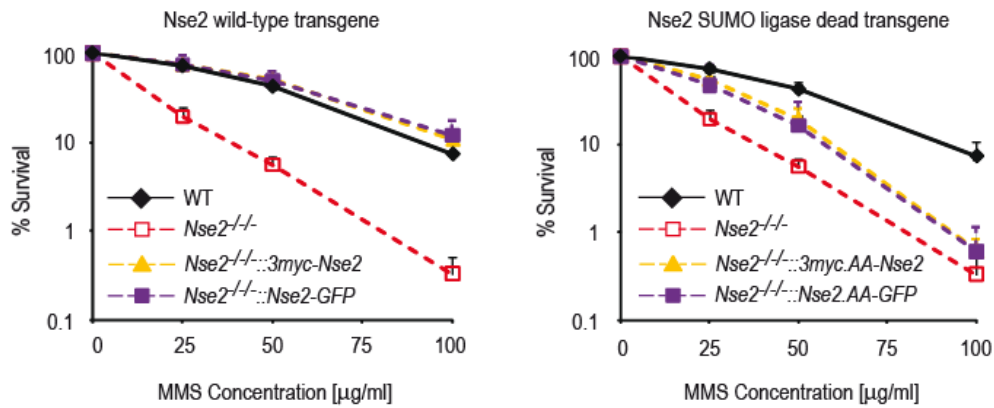 Nse2 wild-type transgene
% Survival
100
10
1
0.1
WT
Nse2-/-/-
Nse2-/-/-::3myc-Nse2
Nse2-/-/-::Nse2-GFP
0 25 50 75 100
MMS Concentration [µg/ml]
Nse2 SUMO ligase dead transgene
% Survival
100
10
1
0.1
WT
Nse2-/-/-
Nse2-/-/-::3myc.AA-Nse2
Nse2-/-/-::Nse2.AA-GFP
0 25 50 75 100
MMS Concentration [µg/ml]